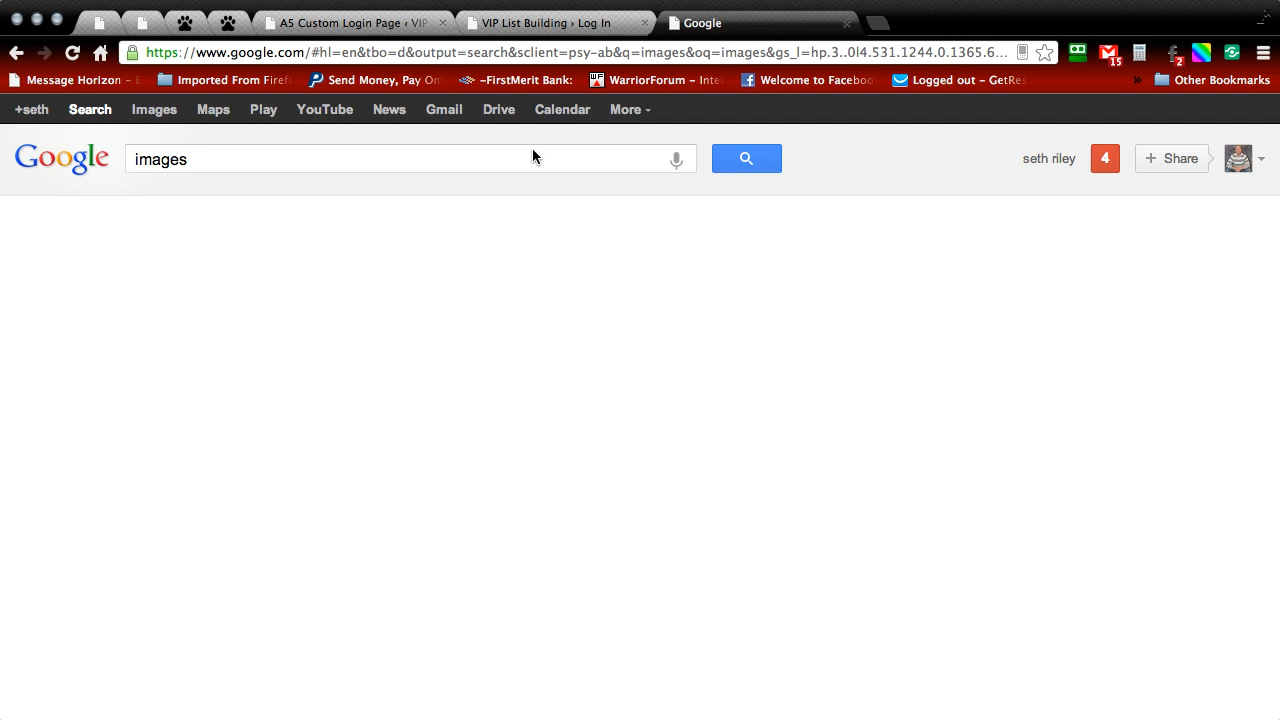 A5 Custom Login Page ‹ VIP
VIP List Building › Log In
Google
https://www.google.com/#hl=en&tbo=d&output=search&sclient=psy-ab&q=images&oq=images&gs_l=hp.3..0l4.531.1244.0.1365.6...
15
2
Message Horizon –
Imported From Firef
Send Money, Pay On
–FirstMerit Bank:
WarriorForum – Inte
Welcome to Faceboo
Logged out – GetRes
»
Other Bookmarks
+seth Search Images Maps Play YouTube News Gmail Drive Calendar More
Google
images
seth riley
4
+ Share